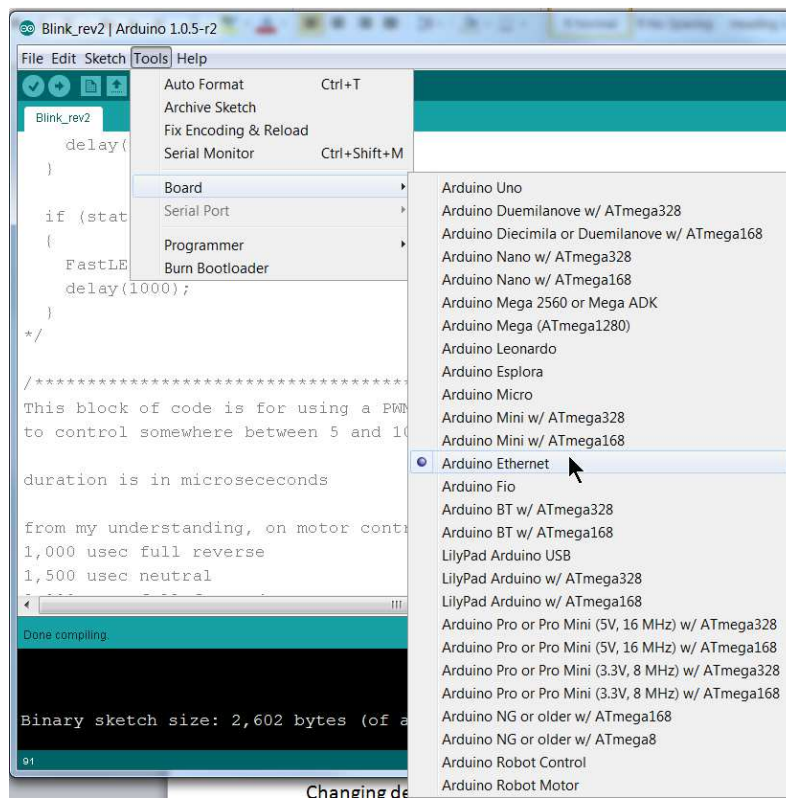 Blink_rev2 | Arduino 1.0.5-r2
File Edit Sketch Tools Help
Auto Format Ctrl+T
Archive Sketch
Fix Encoding & Reload
Serial Monitor Ctrl+Shift+M
Board
Serial Port
Programmer
Burn Bootloader
Arduino Uno
Arduino Duemilanove w/ ATmega328
Arduino Diecimila or Duemilanove w/ ATmega168
Arduino Nano w/ ATmega328
Arduino Nano w/ ATmega168
Arduino Mega 2560 or Mega ADK
Arduino Mega (ATmega1280)
Arduino Leonardo
Arduino Esplora
Arduino Micro
Arduino Mini w/ ATmega328
Arduino Mini w/ ATmega168
Arduino Ethernet
Arduino Fio
Arduino BT w/ ATmega328
Arduino BT w/ ATmega168
LilyPad Arduino USB
LilyPad Arduino w/ ATmega328
LilyPad Arduino w/ ATmega168
Arduino Pro or Pro Mini (5V, 16 MHz) w/ ATmega328
Arduino Pro or Pro Mini (5V, 16 MHz) w/ ATmega168
Arduino Pro or Pro Mini (3.3V, 8 MHz) w/ ATmega328
Arduino Pro or Pro Mini (3.3V, 8 MHz) w/ ATmega168
Arduino NG or older w/ ATmega168
Arduino NG or older w/ ATmega8
Arduino Robot Control
Arduino Robot Motor
Blink_rev2
delay(
}
if (stat
{
FastLE
delay(1000);
}
*/
/************************************
This block of code is for using a PWM
to control somewhere between 5 and 10
duration is in microsececonds
from my understanding, on motor contr
1,000 usec full reverse
1,500 usec neutral
Done compiling.
Binary sketch size: 2,602 bytes (of a
91
Changing de